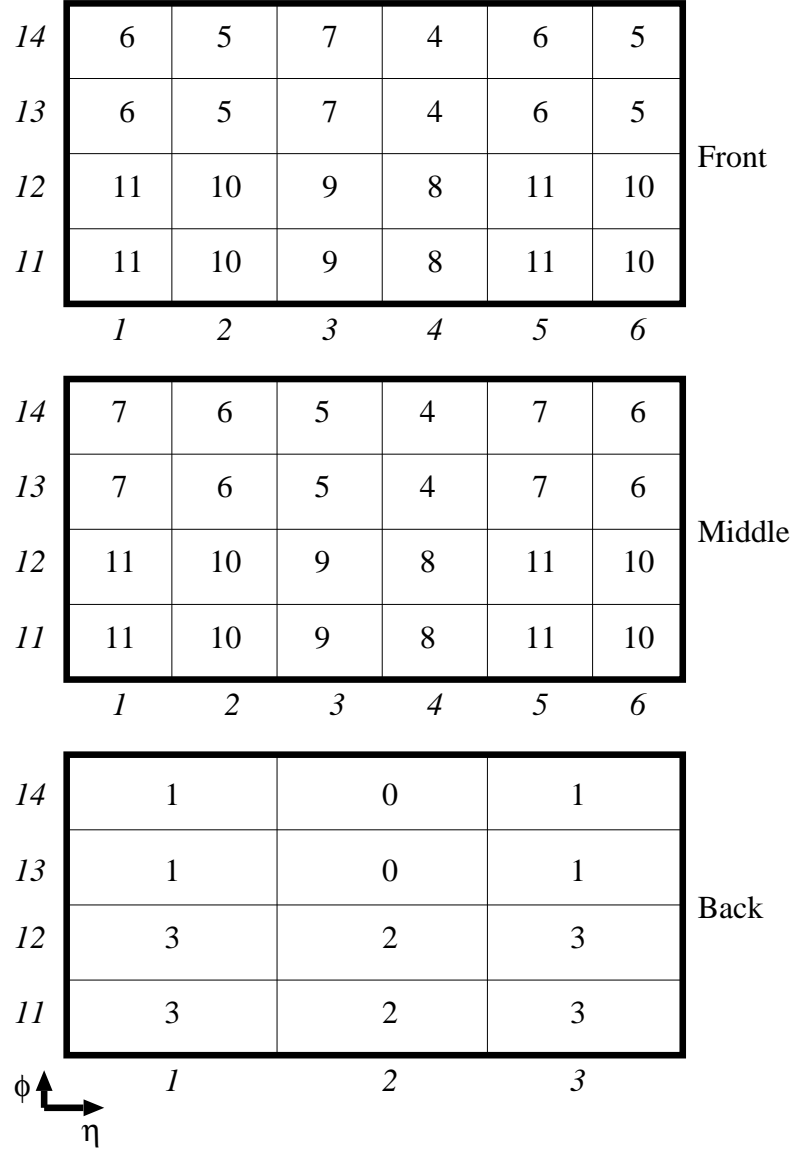 14 6 5 7 4 6 5
13 6 5 7 4 6 5
Front
12 11 10 9 8 11 10
11 11 10 9 8 11 10
1 2 3 4 5 6
14 7 6 5 4 7 6
13 7 6 5 4 7 6
Middle
12 11 10 9 8 11 10
11 11 10 9 8 11 10
1 2 3 4 5 6
14 1 0 1
13 1 0 1
Back
12 3 2 3
11 3 2 3
1 2 3
ϕ
η